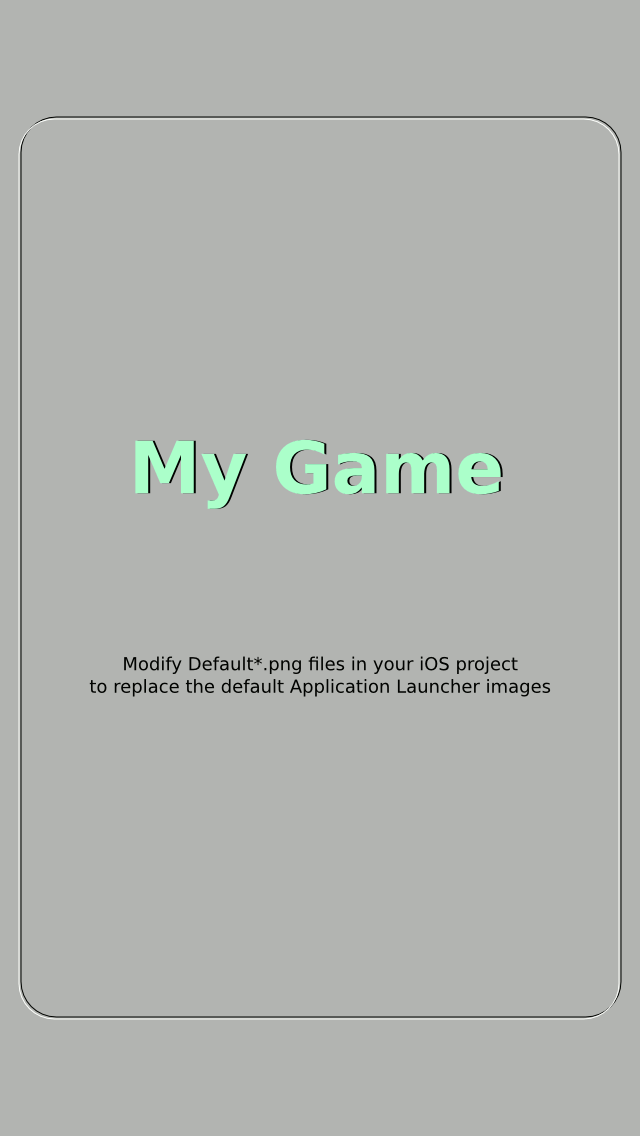 My Game
Modify Default*.png files in your iOS project
to replace the default Application Launcher images